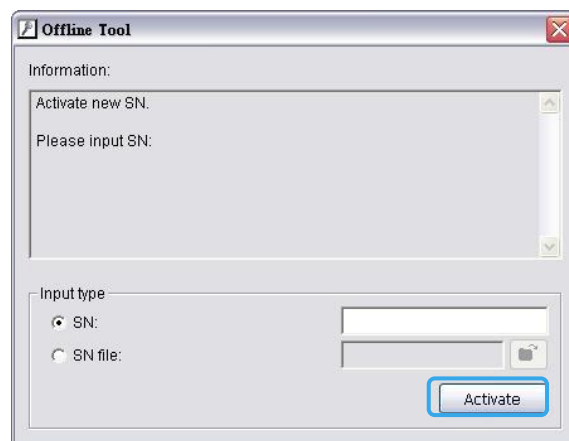 Offline Tool
Information:
Activate new SN.
Please input SN:
Input type
SN:
SN file:
Activate